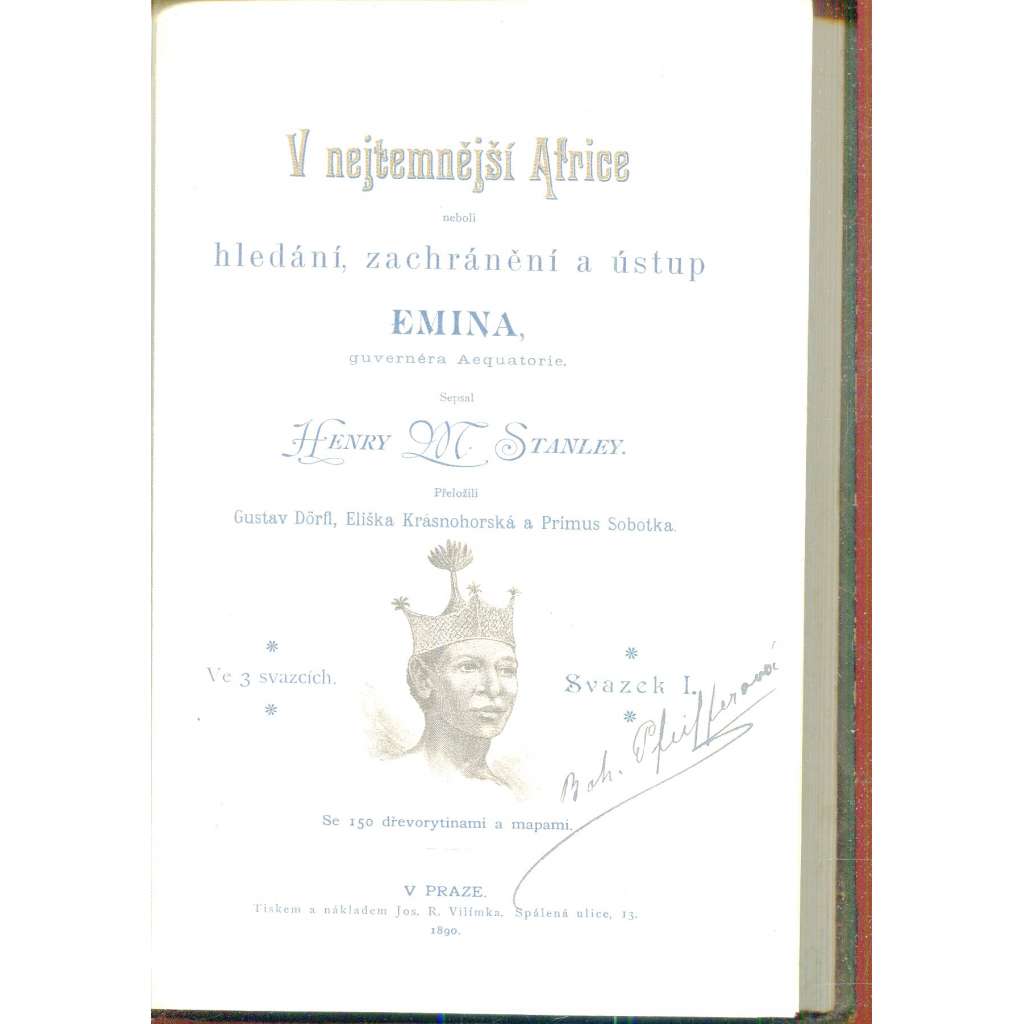 V nejtemnější Africe
neboli
hledání, zachránění a ústup
EMINA,
guvernéra Aequatorie.
Sepsal
HENRY M. STANLEY.
Přeložili
Gustav Dörfl, Eliška Krásnohorská a Primus Sobotka.
Ve 3 svazcích.
Svazek I.
Boh. Pfeifferová
Se 150 dřevorytinami a mapami.
V PRAZE.
Tiskem a nákladem Jos. R. Vilímka, Spálená ulice, 13.
1890.